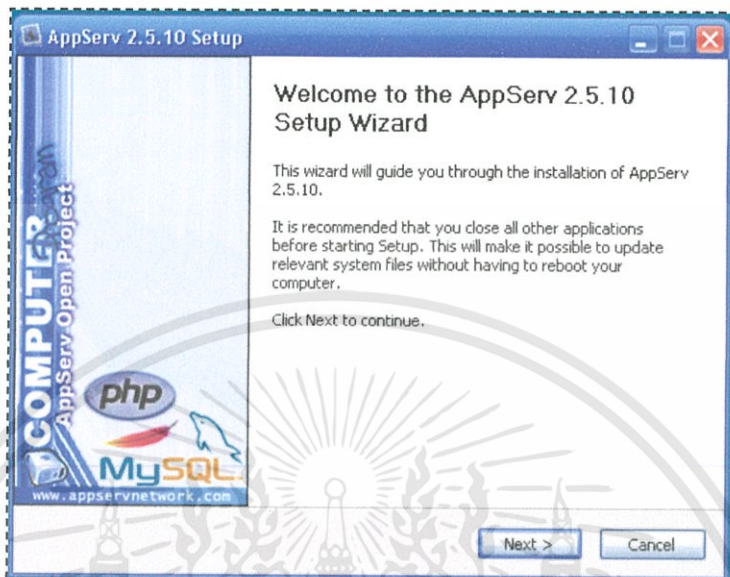 AppServ 2.5.10 Setup
Welcome to the AppServ 2.5.10
Setup Wizard
This wizard will guide you through the installation of AppServ
2.5.10.
It is recommended that you close all other applications
before starting Setup. This will make it possible to update
relevant system files without having to reboot your
computer.
Click Next to continue.
COMPUTER
Program
AppServ Open Project
php
MySQL
www.appservnetwork.com
Next >
Cancel